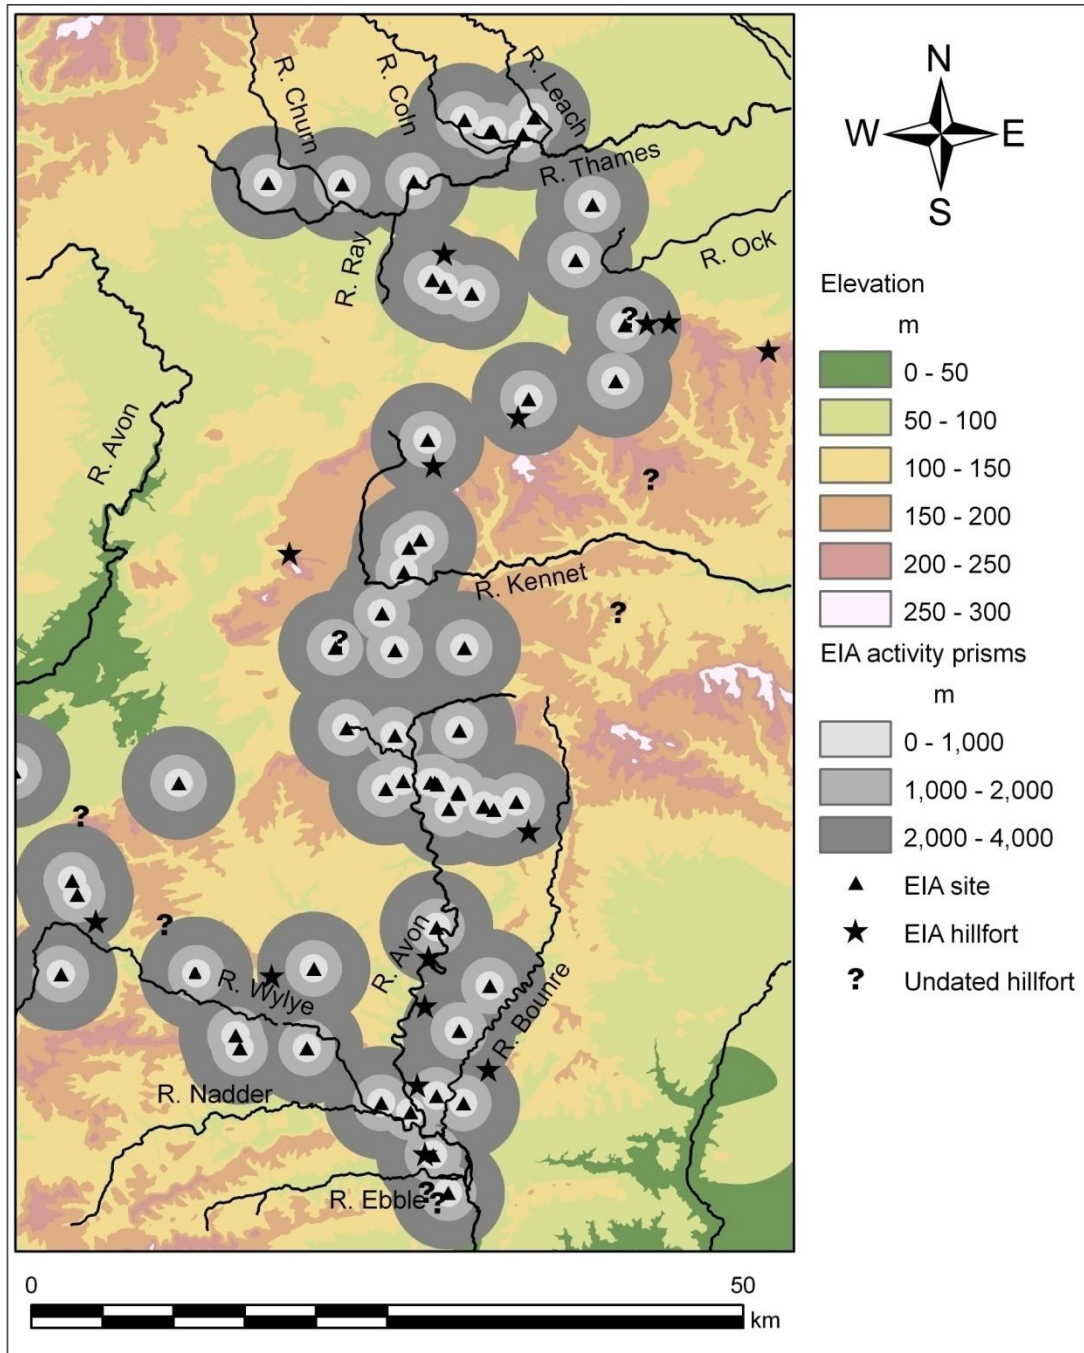 R. Churn
R. Coln
R. Leach
R. Thames
R. Ock
R. Ray
R. Avon
R. Kennet
R. Avon
R. Wylye
R. Bounre
R. Nadder
R. Ebble
?
?
?
?
?
?
?
?
N
W E
S
Elevation
m
0 - 50
50 - 100
100 - 150
150 - 200
200 - 250
250 - 300
EIA activity prisms
m
0 - 1,000
1,000 - 2,000
2,000 - 4,000
EIA site
EIA hillfort
? Undated hillfort
0 50
km